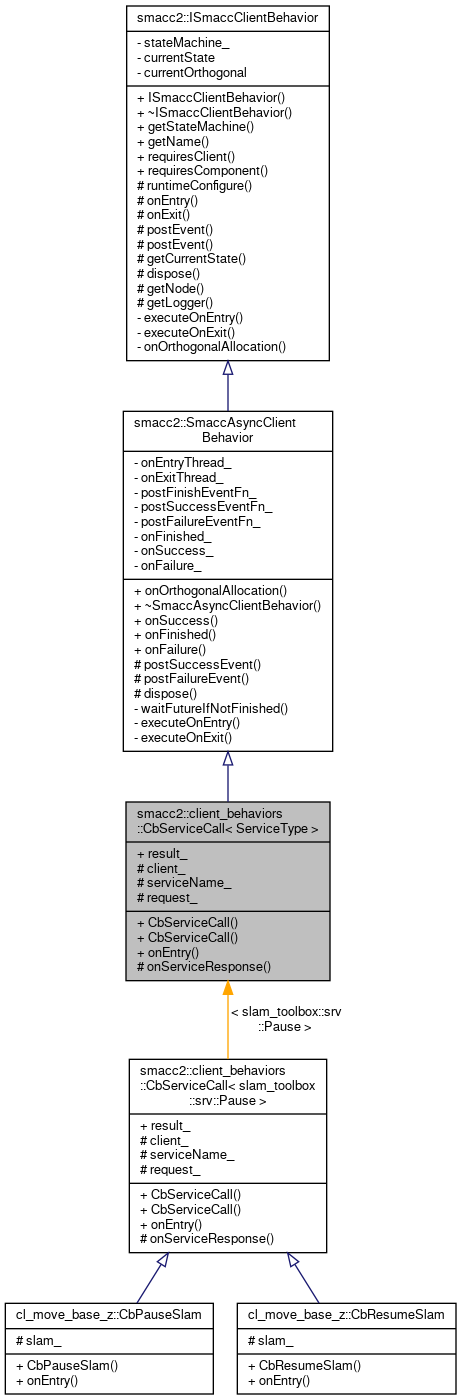 smacc2::ISmaccClientBehavior
- stateMachine_
- currentState
- currentOrthogonal
+ ISmaccClientBehavior()
+ ~ISmaccClientBehavior()
+ getStateMachine()
+ getName()
+ requiresClient()
+ requiresComponent()
# runtimeConfigure()
# onEntry()
# onExit()
# postEvent()
# postEvent()
# getCurrentState()
# dispose()
# getNode()
# getLogger()
- executeOnEntry()
- executeOnExit()
- onOrthogonalAllocation()
smacc2::SmaccAsyncClient
Behavior
- onEntryThread_
- onExitThread_
- postFinishEventFn_
- postSuccessEventFn_
- postFailureEventFn_
- onFinished_
- onSuccess_
- onFailure_
+ onOrthogonalAllocation()
+ ~SmaccAsyncClientBehavior()
+ onSuccess()
+ onFinished()
+ onFailure()
# postSuccessEvent()
# postFailureEvent()
# dispose()
- waitFutureIfNotFinished()
- executeOnEntry()
- executeOnExit()
smacc2::client_behaviors
::CbServiceCall< ServiceType >
+ result_
# client_
# serviceName_
# request_
+ CbServiceCall()
+ CbServiceCall()
+ onEntry()
# onServiceResponse()
< slam_toolbox::srv
::Pause >
smacc2::client_behaviors
::CbServiceCall< slam_toolbox
::srv::Pause >
+ result_
# client_
# serviceName_
# request_
+ CbServiceCall()
+ CbServiceCall()
+ onEntry()
# onServiceResponse()
cl_move_base_z::CbPauseSlam
# slam_
+ CbPauseSlam()
+ onEntry()
cl_move_base_z::CbResumeSlam
# slam_
+ CbResumeSlam()
+ onEntry()